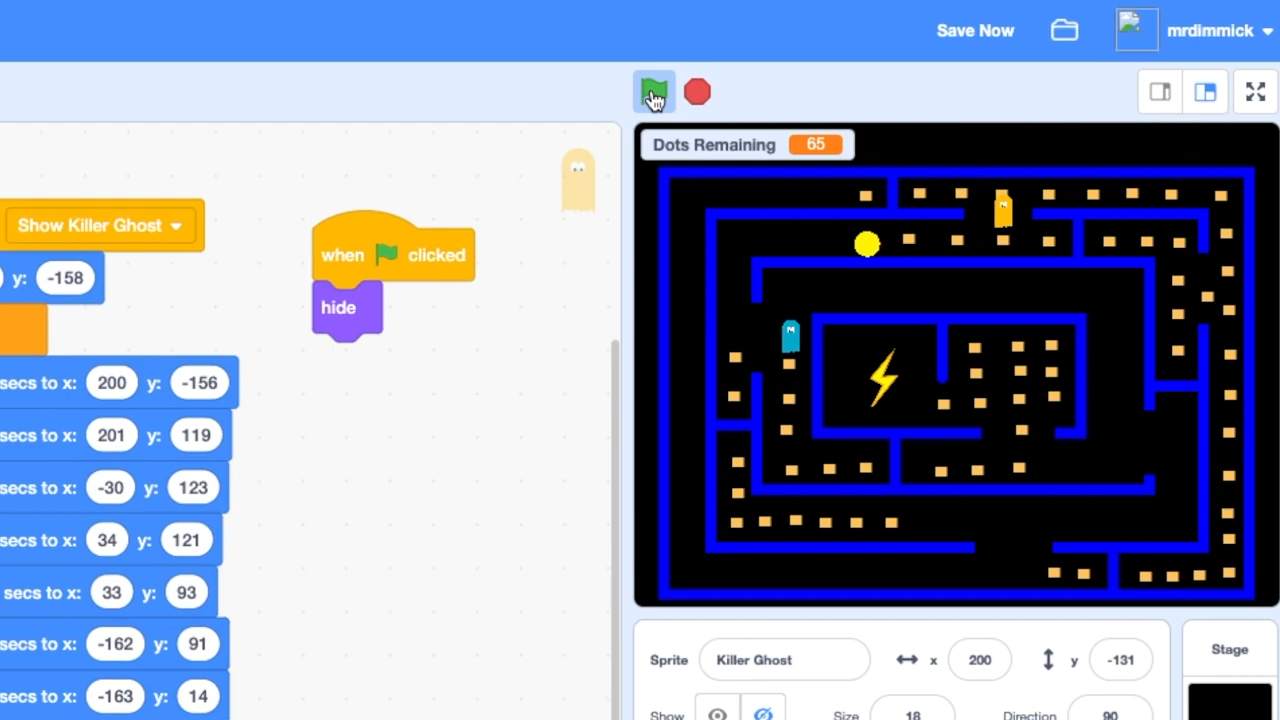 Save Now
mrdimmick
Dots Remaining 65
Show Killer Ghost
when clicked
y: -158
hide
secs to x: 200 y: -156
secs to x: 201 y: 119
secs to x: -30 y: 123
secs to x: 34 y: 121
secs to x: 33 y: 93
secs to x: -162 y: 91
secs to x: -163 y: 14
Sprite Killer Ghost x 200 y -131
Stage
Show Size 18 Direction 90